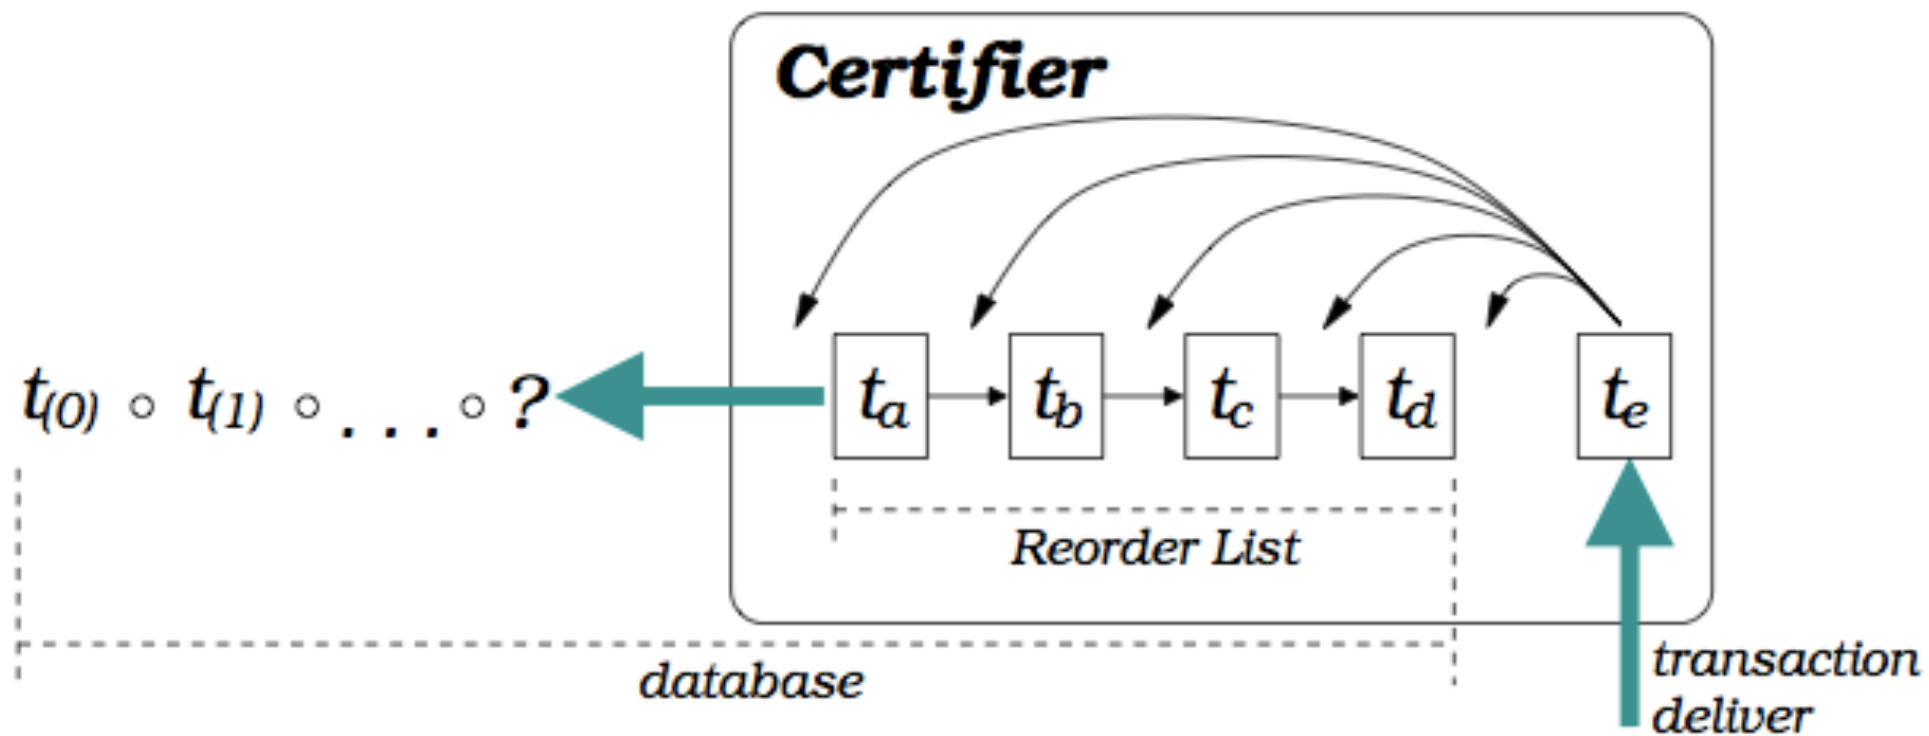 Certifier
t(0) ∘ t(1) ∘ . . . ∘ ?
ta tb tc td te
Reorder List
database
transaction
deliver